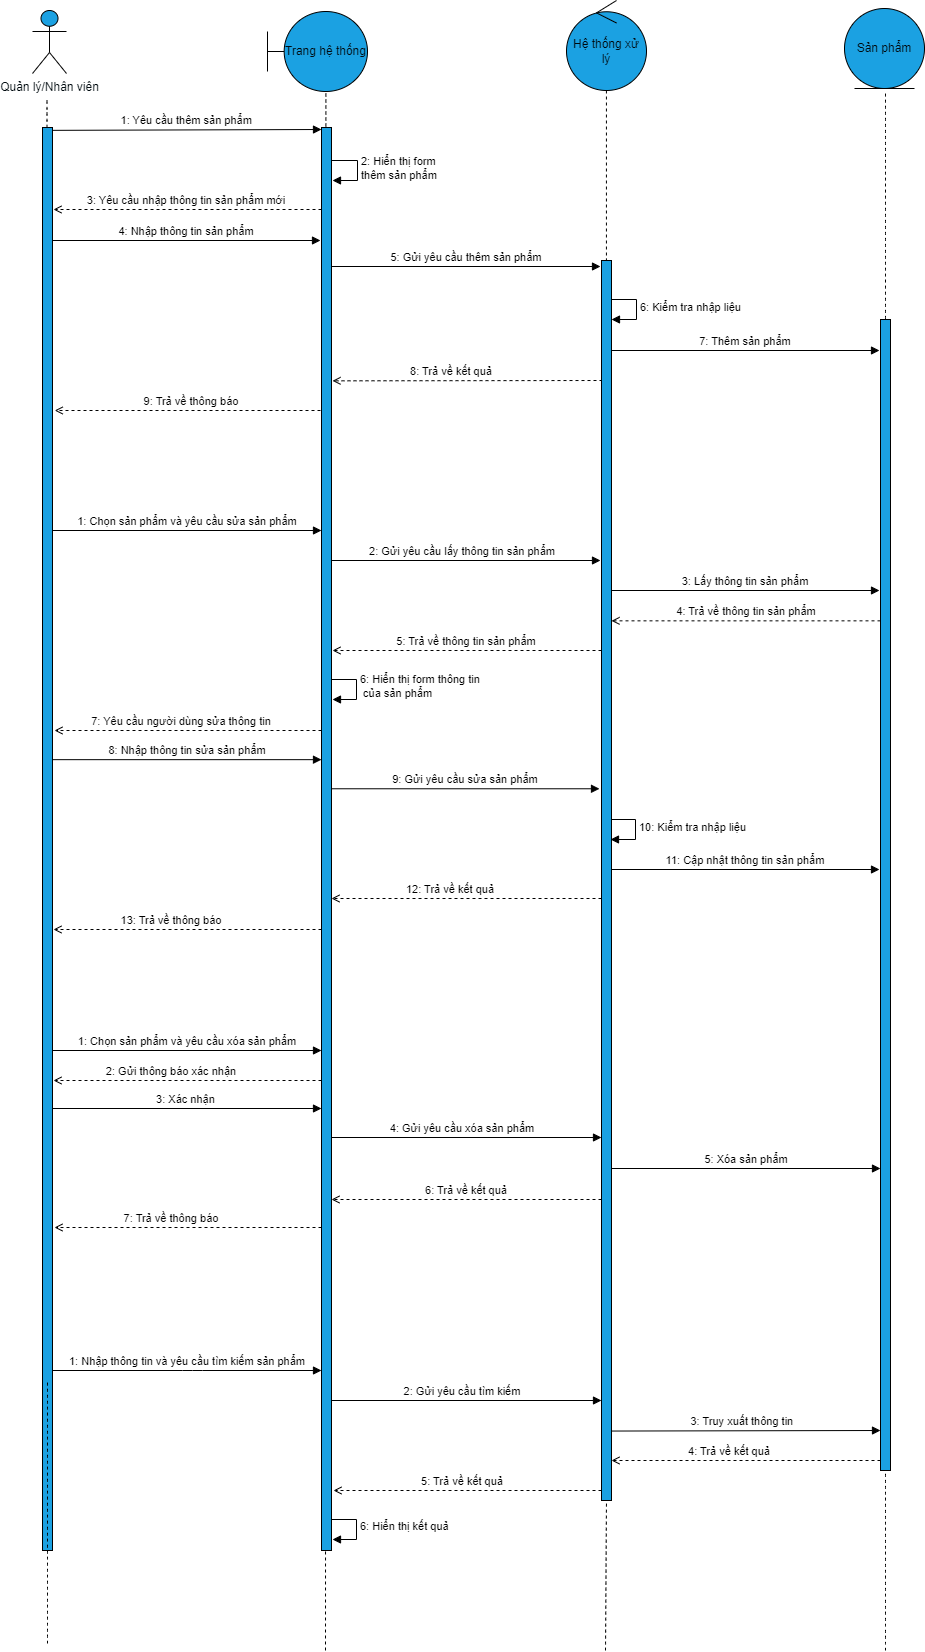 Quản lý/Nhân viên
Trang hệ thống
Hệ thống xử
lý
Sản phẩm
1: Yêu cầu thêm sản phẩm
2: Hiển thị form
thêm sản phẩm
3: Yêu cầu nhập thông tin sản phẩm mới
4: Nhập thông tin sản phẩm
5: Gửi yêu cầu thêm sản phẩm
6: Kiểm tra nhập liệu
7: Thêm sản phẩm
8: Trả về kết quả
9: Trả về thông báo
1: Chọn sản phẩm và yêu cầu sửa sản phẩm
2: Gửi yêu cầu lấy thông tin sản phẩm
3: Lấy thông tin sản phẩm
4: Trả về thông tin sản phẩm
5: Trả về thông tin sản phẩm
6: Hiển thị form thông tin
của sản phẩm
7: Yêu cầu người dùng sửa thông tin
8: Nhập thông tin sửa sản phẩm
9: Gửi yêu cầu sửa sản phẩm
10: Kiểm tra nhập liệu
11: Cập nhật thông tin sản phẩm
12: Trả về kết quả
13: Trả về thông báo
1: Chọn sản phẩm và yêu cầu xóa sản phẩm
2: Gửi thông báo xác nhận
3: Xác nhận
4: Gửi yêu cầu xóa sản phẩm
5: Xóa sản phẩm
6: Trả về kết quả
7: Trả về thông báo
1: Nhập thông tin và yêu cầu tìm kiếm sản phẩm
2: Gửi yêu cầu tìm kiếm
3: Truy xuất thông tin
4: Trả về kết quả
5: Trả về kết quả
6: Hiển thị kết quả